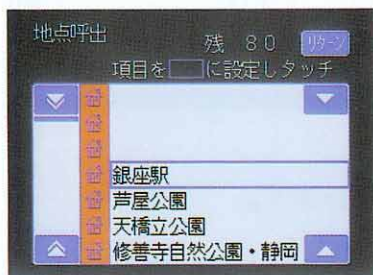 地点呼出
残 80 リターン
項目を□に設定しタッチ
銀座駅
芦屋公園
天橋立公園
修善寺自然公園・静岡